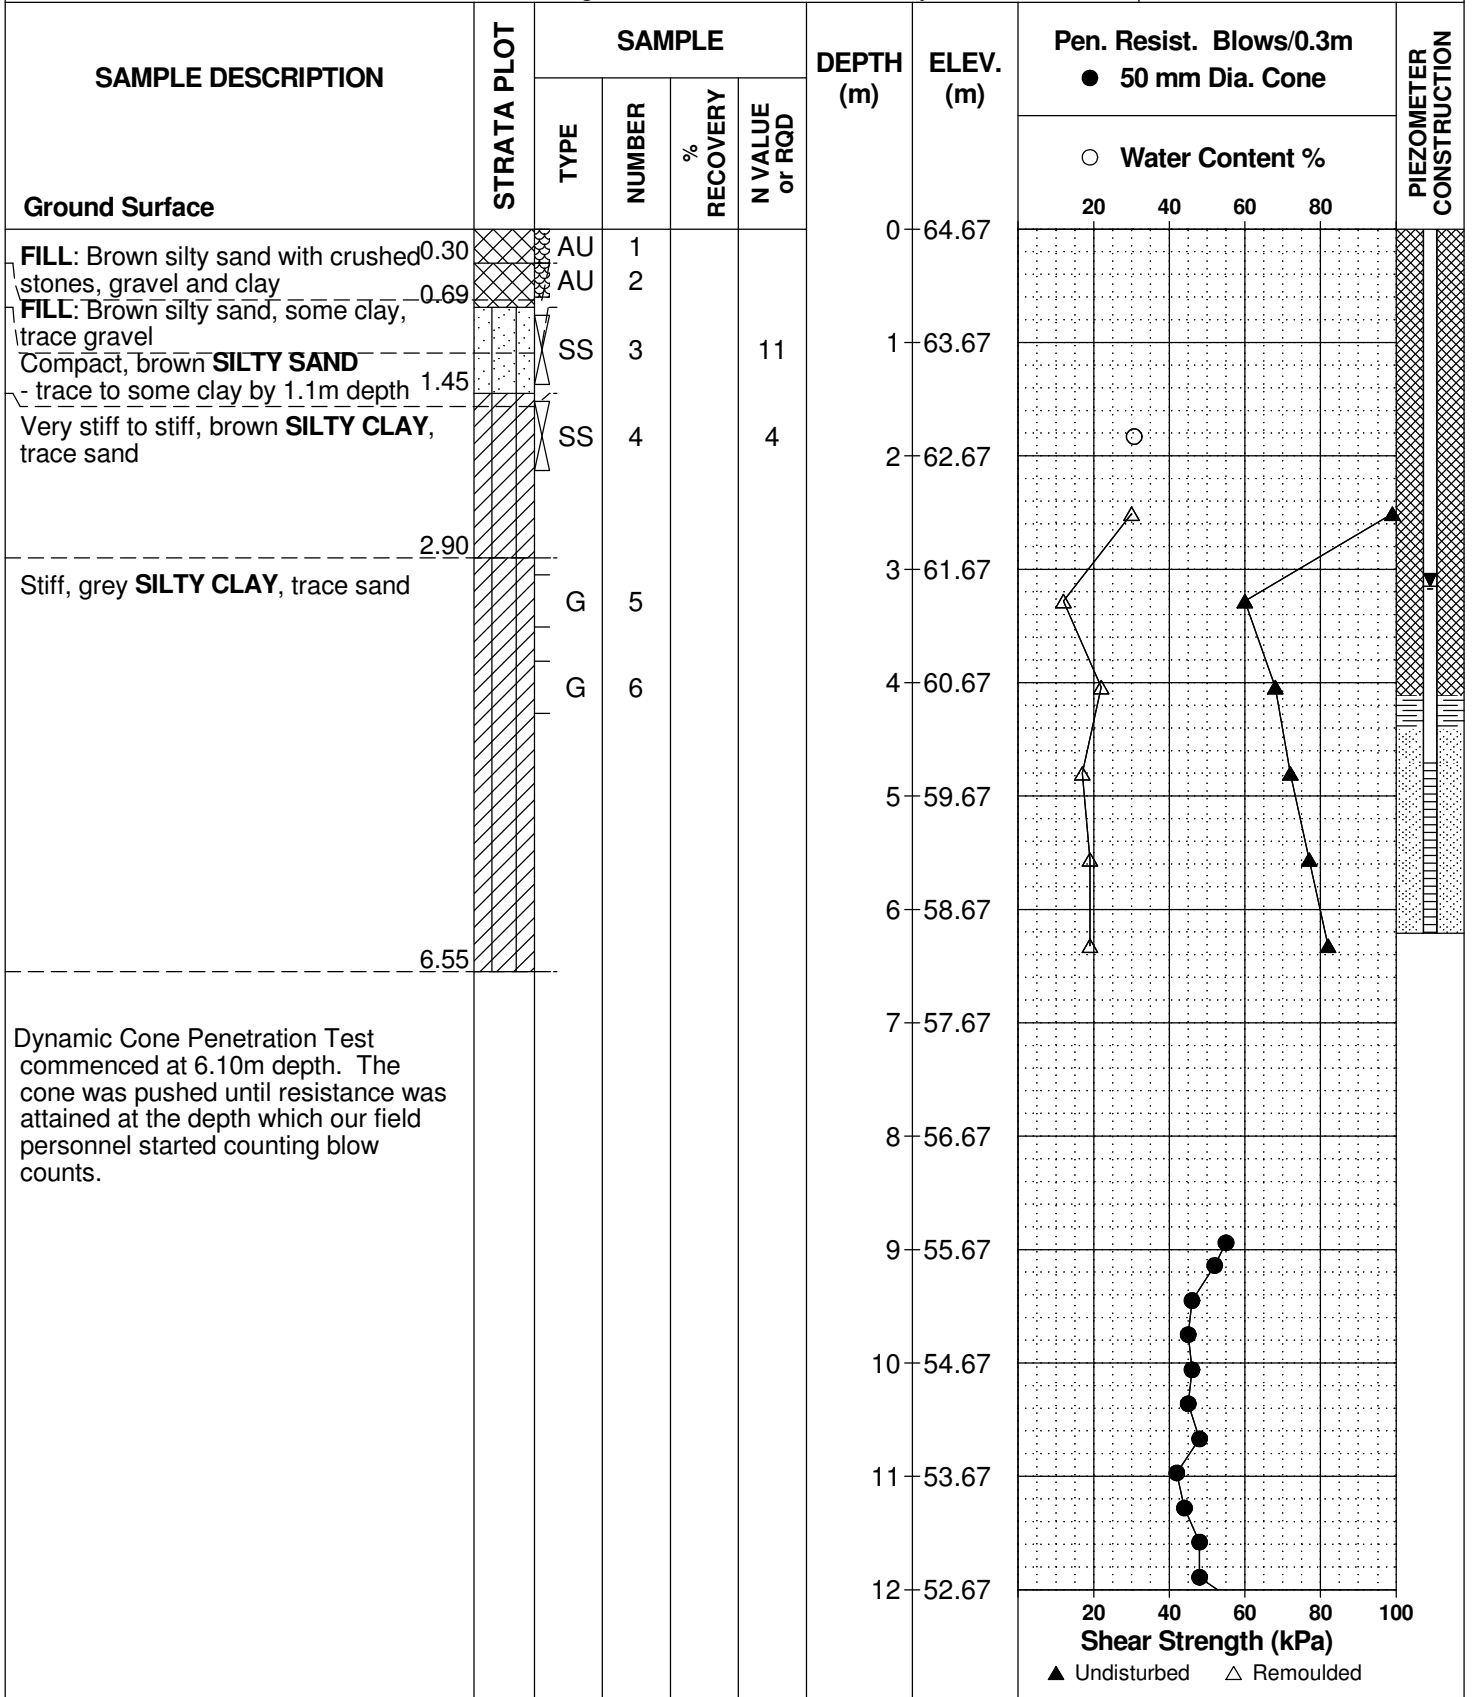 SAMPLE DESCRIPTION
Ground Surface
STRATA PLOT
SAMPLE
TYPE
NUMBER
%
RECOVERY
N VALUE
or RQD
DEPTH
(m)
ELEV.
(m)
Pen. Resist. Blows/0.3m
● 50 mm Dia. Cone
○ Water Content %
20 40 60 80
PIEZOMETER
CONSTRUCTION
FILL: Brown silty sand with crushed 0.30
stones, gravel and clay
0.69
FILL: Brown silty sand, some clay,
trace gravel
Compact, brown SILTY SAND
- trace to some clay by 1.1m depth 1.45
Very stiff to stiff, brown SILTY CLAY,
trace sand
2.90
Stiff, grey SILTY CLAY, trace sand
6.55
Dynamic Cone Penetration Test
commenced at 6.10m depth. The
cone was pushed until resistance was
attained at the depth which our field
personnel started counting blow
counts.
AU 1
AU 2
SS 3 11
SS 4 4
G 5
G 6
0 64.67
1 63.67
2 62.67
3 61.67
4 60.67
5 59.67
6 58.67
7 57.67
8 56.67
9 55.67
10 54.67
11 53.67
12 52.67
20 40 60 80 100
Shear Strength (kPa)
▲ Undisturbed △ Remoulded